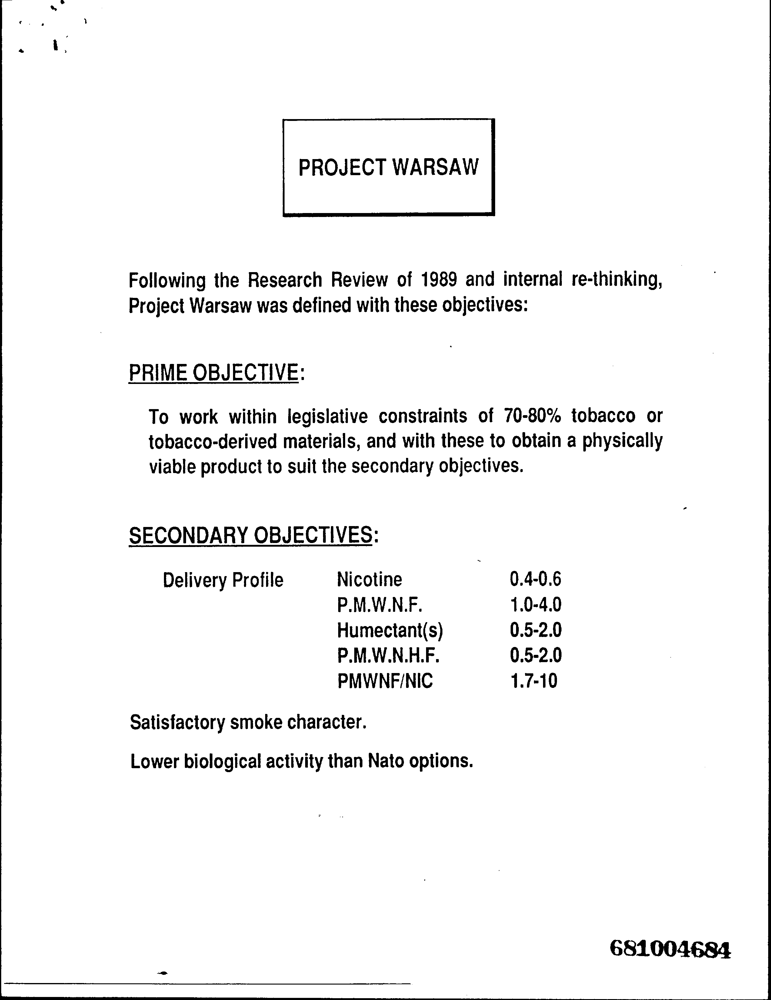 PROJECT WARSAW
Following the Research Review of 1989 and internal re-thinking,
Project Warsaw was defined with these objectives:
PRIME OBJECTIVE:
To work within legislative constraints of 70-80% tobacco or
tobacco-derived materials, and with these to obtain a physically
viable product to suit the secondary objectives.
SECONDARY OBJECTIVES:
Delivery Profile Nicotine 0.4-0.6
P.M.W.N.F. 1.0-4.0
Humectant(s) 0.5-2.0
P.M.W.N.H.F. 0.5-2.0
PMWNF/NIC 1.7-10
Satisfactory smoke character.
Lower biological activity than Nato options.
681004684